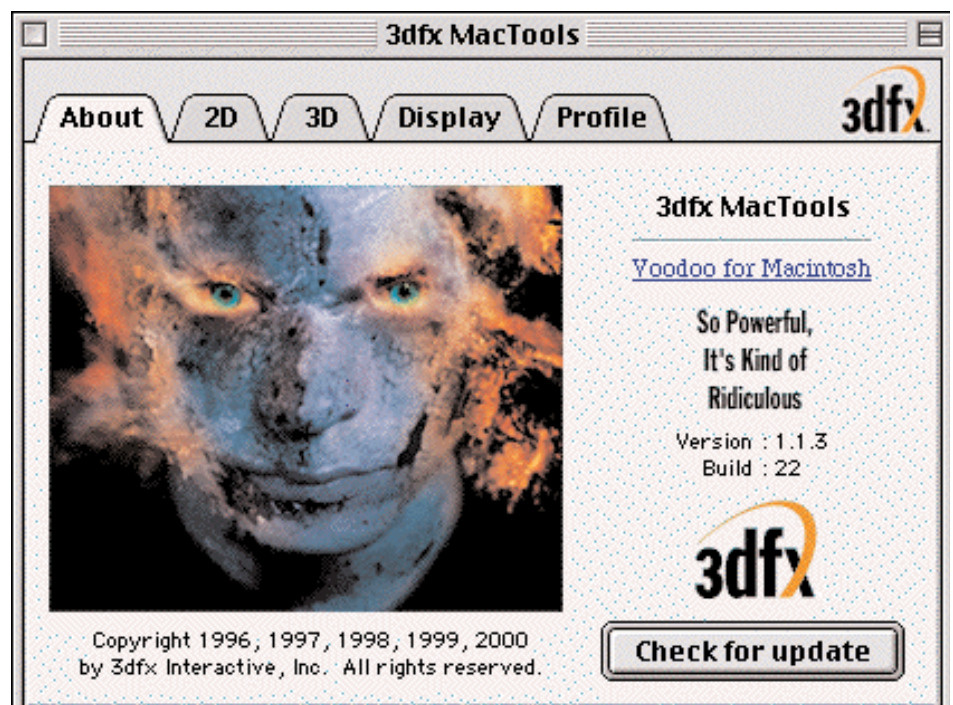 3dfx MacTools
About 2D 3D Display Profile
3dfx
3dfx MacTools
Voodoo for Macintosh
So Powerful,
It's Kind of
Ridiculous
Version : 1.1.3
Build : 22
3dfx
Copyright 1996, 1997, 1998, 1999, 2000
by 3dfx Interactive, Inc. All rights reserved.
Check for update